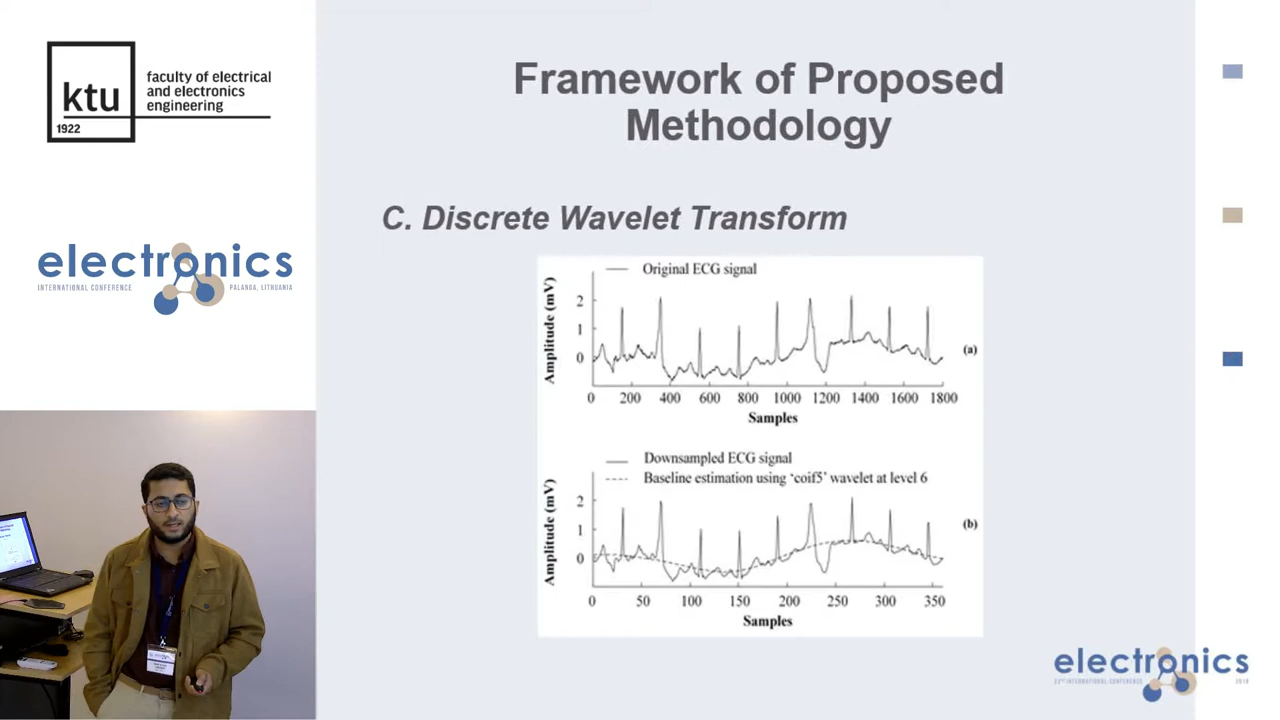 ktu
1922
faculty of electrical
and electronics
engineering
electronics
INTERNATIONAL CONFERENCE
PALANGA, LITHUANIA
Framework of Proposed
Methodology
C. Discrete Wavelet Transform
Original ECG signal
Amplitude (mV)
2
1
0
(a)
0 200 400 600 800 1000 1200 1400 1600 1800
Samples
Downsampled ECG signal
Baseline estimation using ‘coif5’ wavelet at level 6
Amplitude (mV)
2
1
0
(b)
0 50 100 150 200 250 300 350
Samples
electronics
INTERNATIONAL CONFERENCE